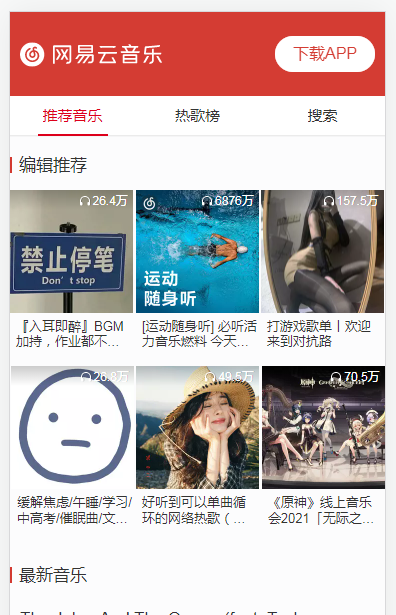 网易云音乐
下载APP
推荐音乐
热歌榜
搜索
编辑推荐
26.4万
6876万
157.5万
禁止停笔
Don't stop
运动
随身听
『入耳即醉』BGM
加持，作业都不…
[运动随身听] 必听活
力音乐燃料 今天…
打游戏歌单丨欢迎
来到对抗路
26.8万
49.5万
70.5万
原神
缓解焦虑/午睡/学习/
中高考/催眠曲/文…
好听到可以单曲循
环的网络热歌（…
《原神》线上音乐
会2021「无际之…
最新音乐